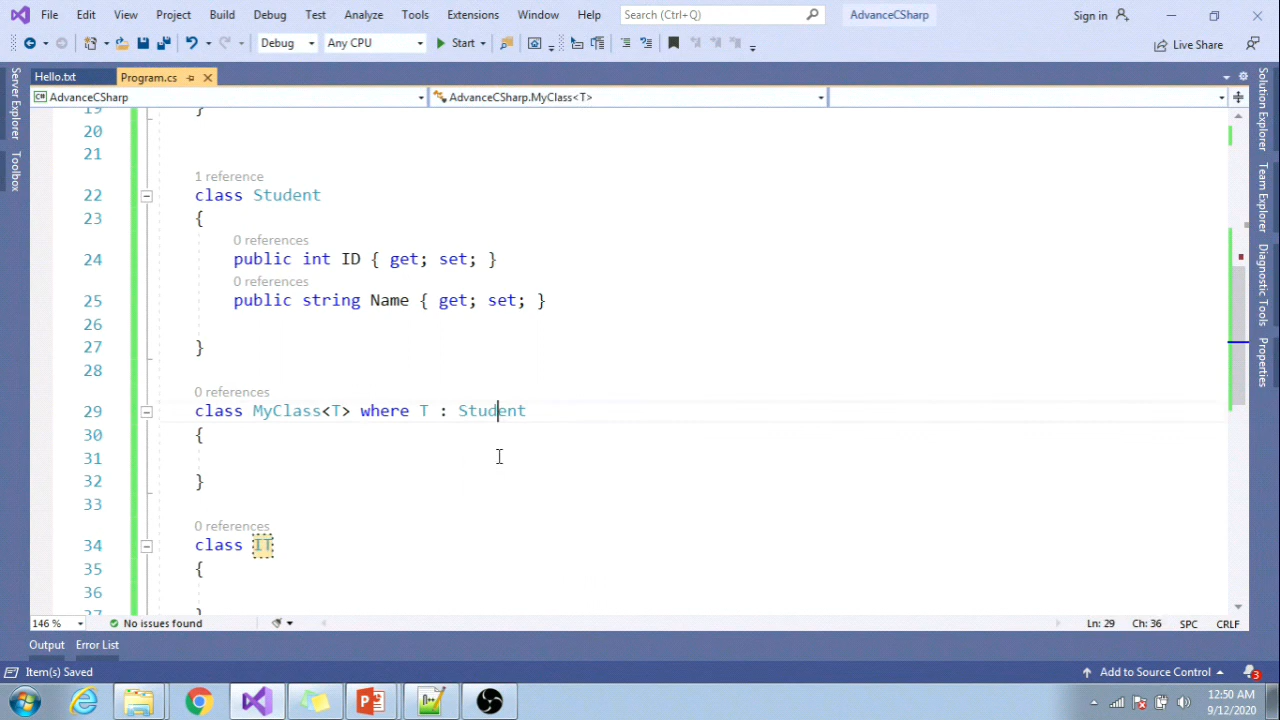 File Edit View Project Build Debug Test Analyze Tools Extensions Window Help Search (Ctrl+Q) AdvanceCSharp Sign in
Debug Any CPU Start Live Share
Hello.txt Program.cs
AdvanceCSharp AdvanceCSharp.MyClass<T>
Server Explorer
Toolbox
Solution Explorer
Team Explorer
Diagnostic Tools
Properties
19 }
20
21
1 reference
22 class Student
23 {
0 references
24 public int ID { get; set; }
0 references
25 public string Name { get; set; }
26
27 }
28
0 references
29 class MyClass<T> where T : Student
30 {
31
32 }
33
0 references
34 class IT
35 {
36
37 }
146 % No issues found Ln: 29 Ch: 36 SPC CRLF
Output Error List
Item(s) Saved Add to Source Control 3
12:50 AM
9/12/2020